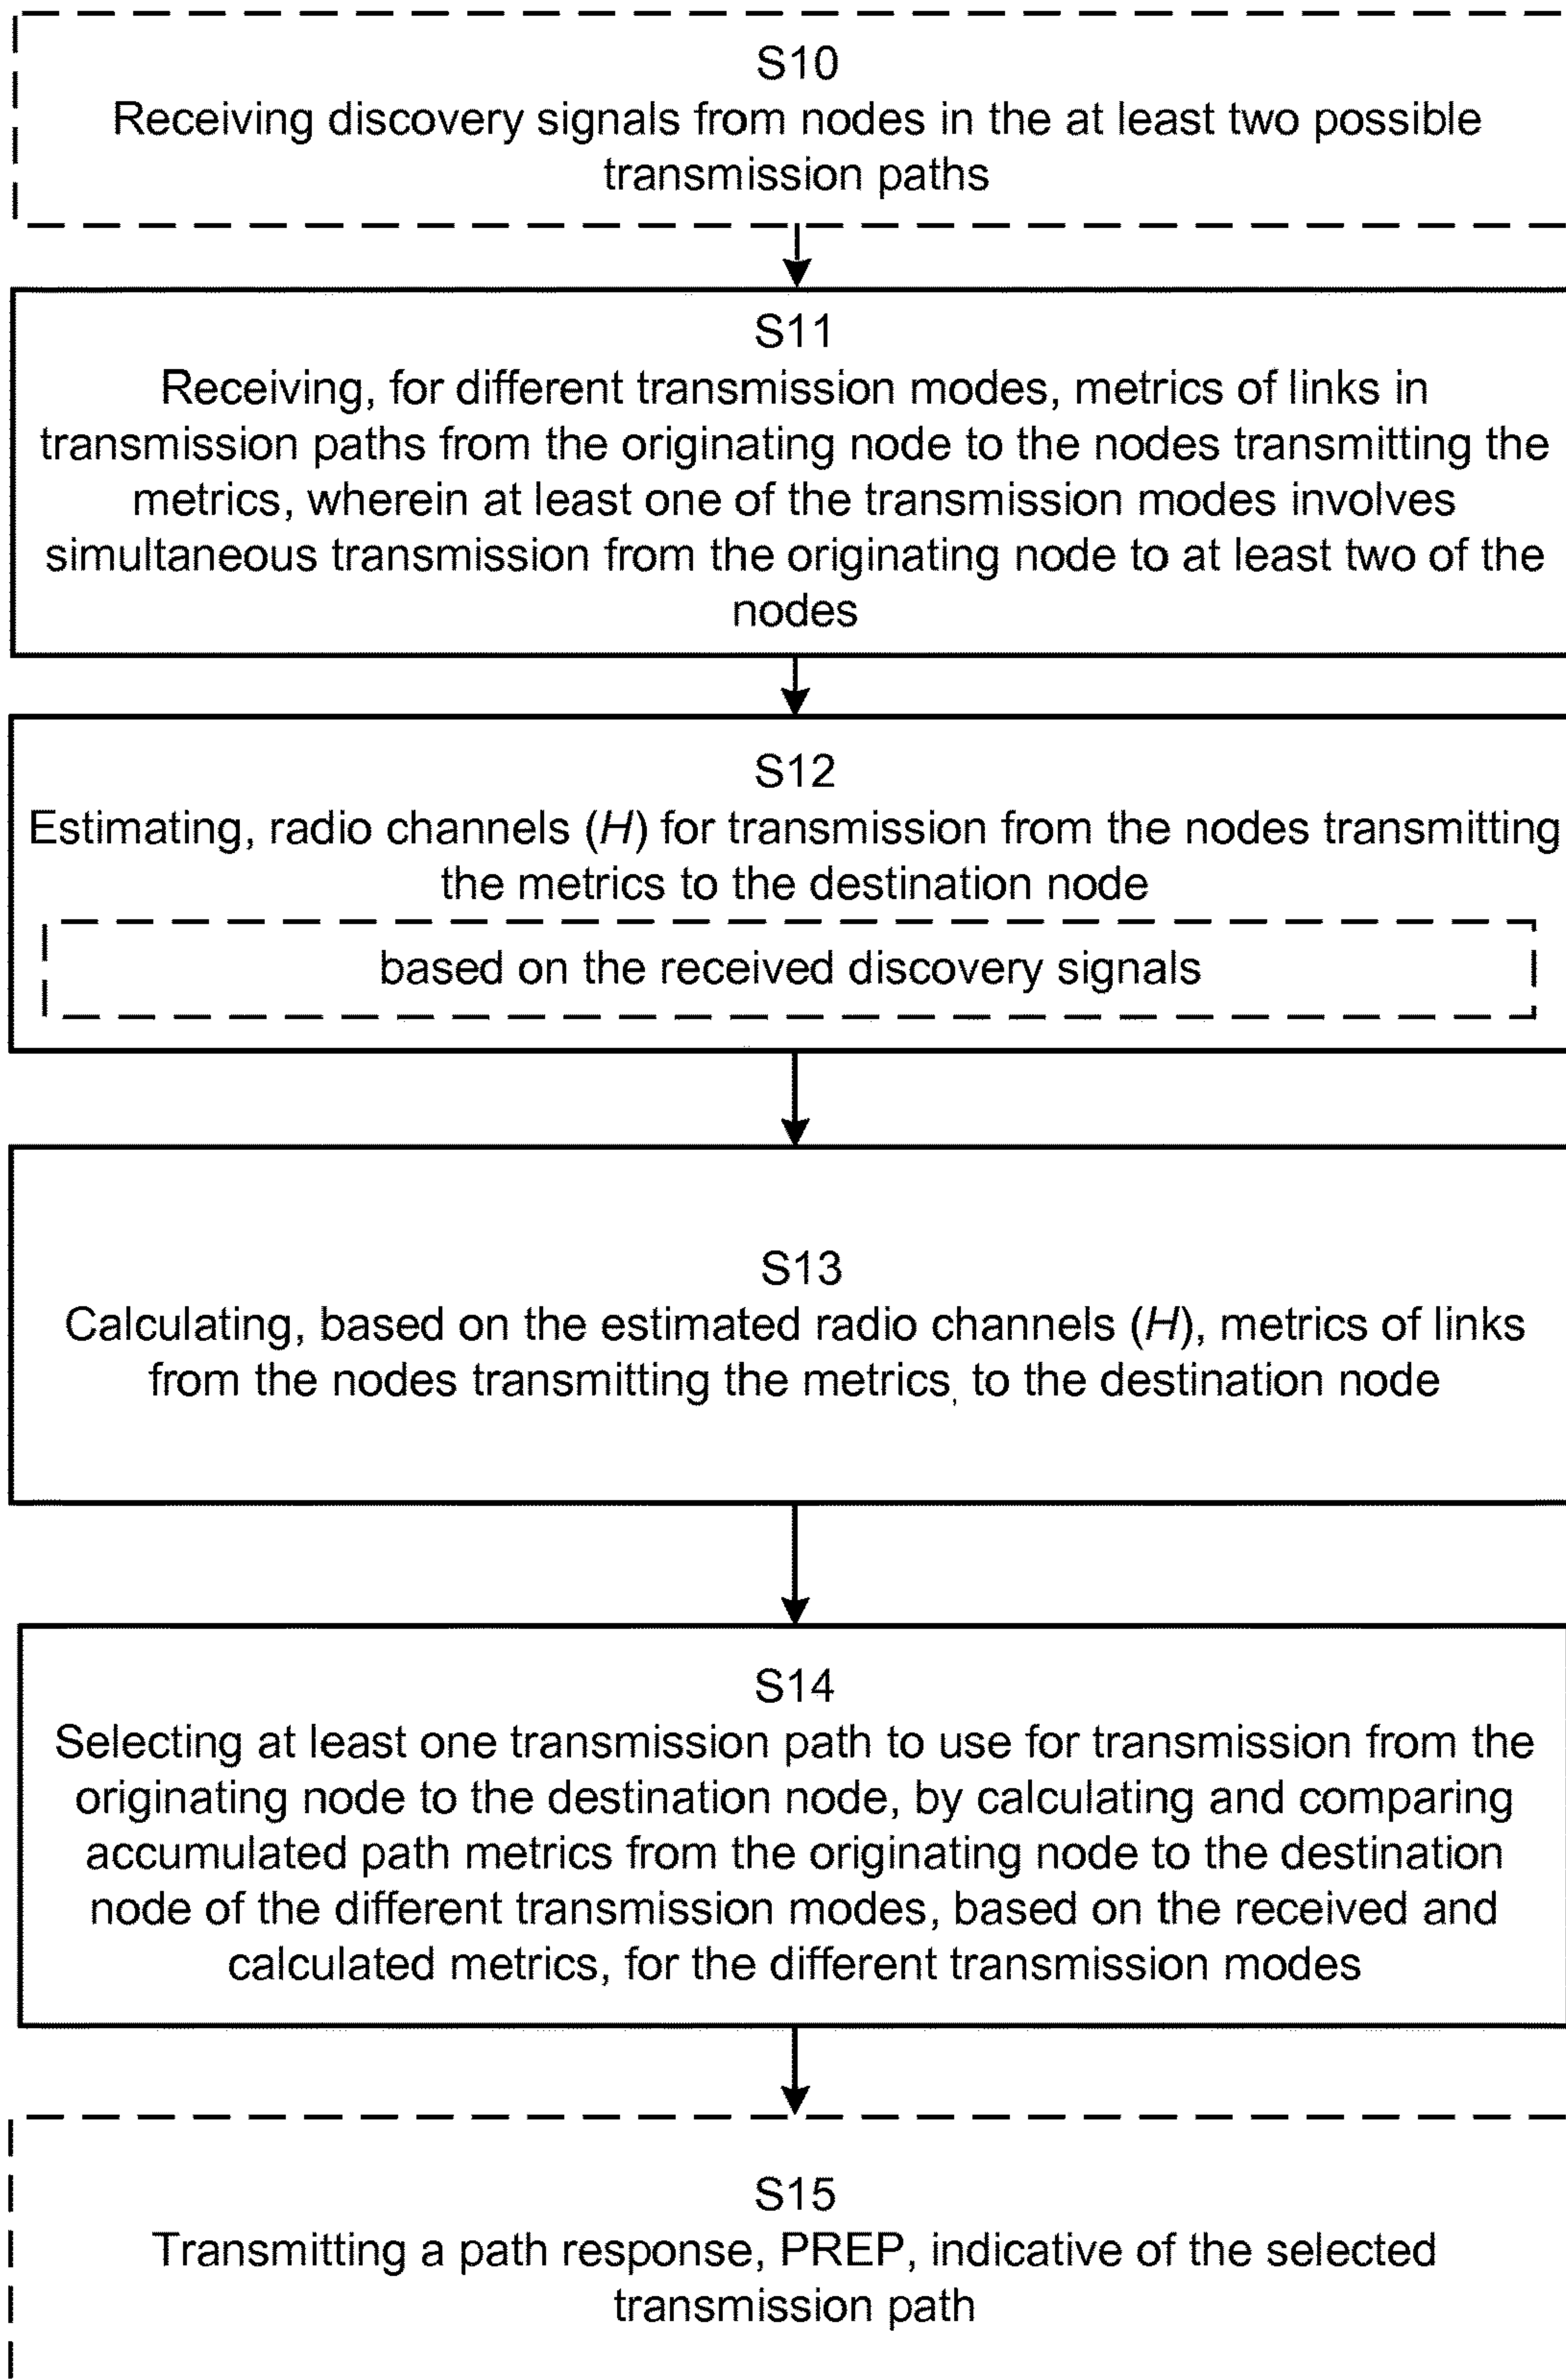 S10
Receiving discovery signals from nodes in the at least two possible
transmission paths
S11
Receiving, for different transmission modes, metrics of links in
transmission paths from the originating node to the nodes transmitting the
metrics, wherein at least one of the transmission modes involves
simultaneous transmission from the originating node to at least two of the
nodes
S12
Estimating, radio channels (H) for transmission from the nodes transmitting
the metrics to the destination node
based on the received discovery signals
S13
Calculating, based on the estimated radio channels (H), metrics of links
from the nodes transmitting the metrics, to the destination node
S14
Selecting at least one transmission path to use for transmission from the
originating node to the destination node, by calculating and comparing
accumulated path metrics from the originating node to the destination
node of the different transmission modes, based on the received and
calculated metrics, for the different transmission modes
S15
Transmitting a path response, PREP, indicative of the selected
transmission path